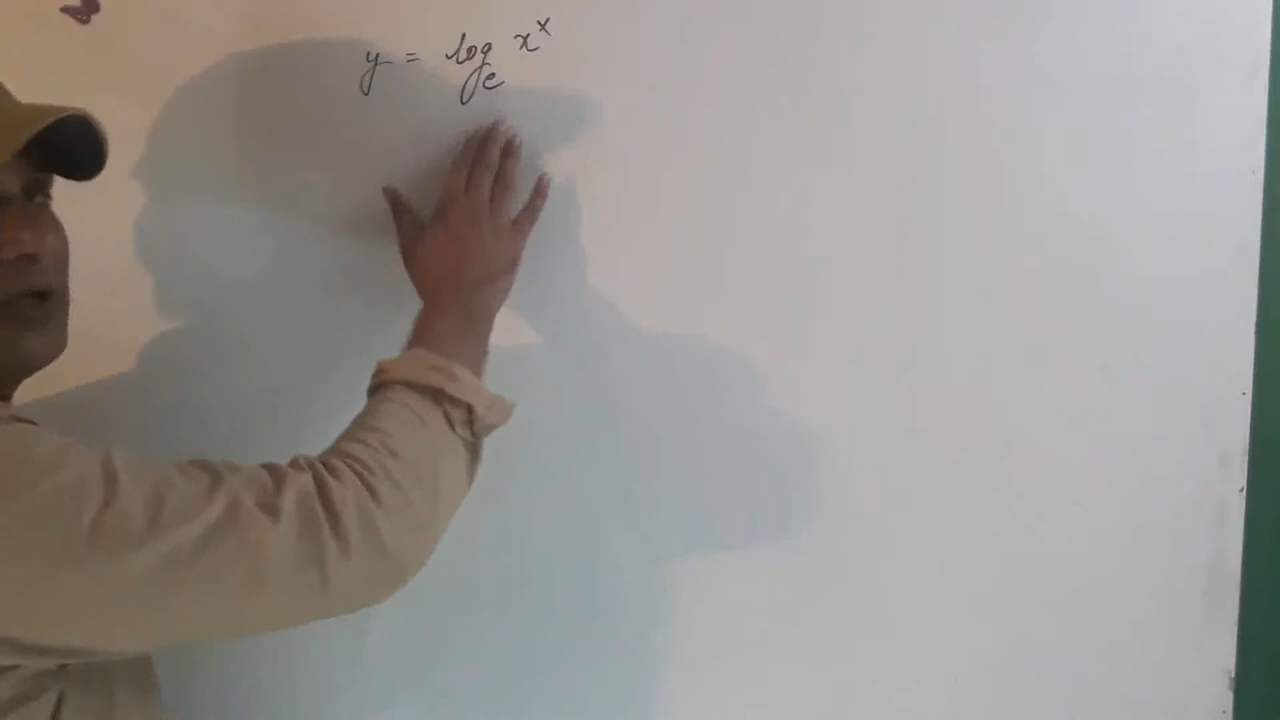 y = log_e x^x